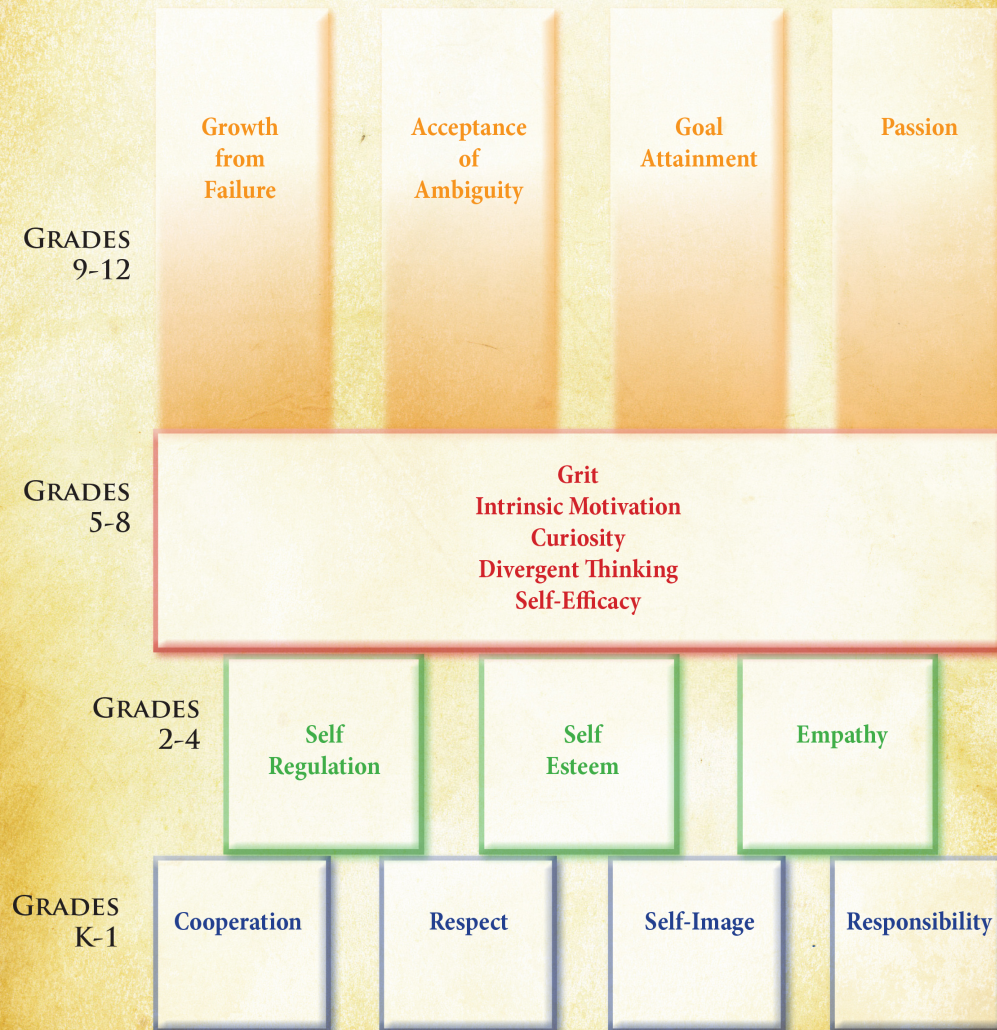 Growth
from
Failure
Acceptance
of
Ambiguity
Goal
Attainment
Passion
GRADES
9-12
GRADES
5-8
Grit
Intrinsic Motivation
Curiosity
Divergent Thinking
Self-Efficacy
GRADES
2-4
Self
Regulation
Self
Esteem
Empathy
GRADES
K-1
Cooperation
Respect
Self-Image
Responsibility